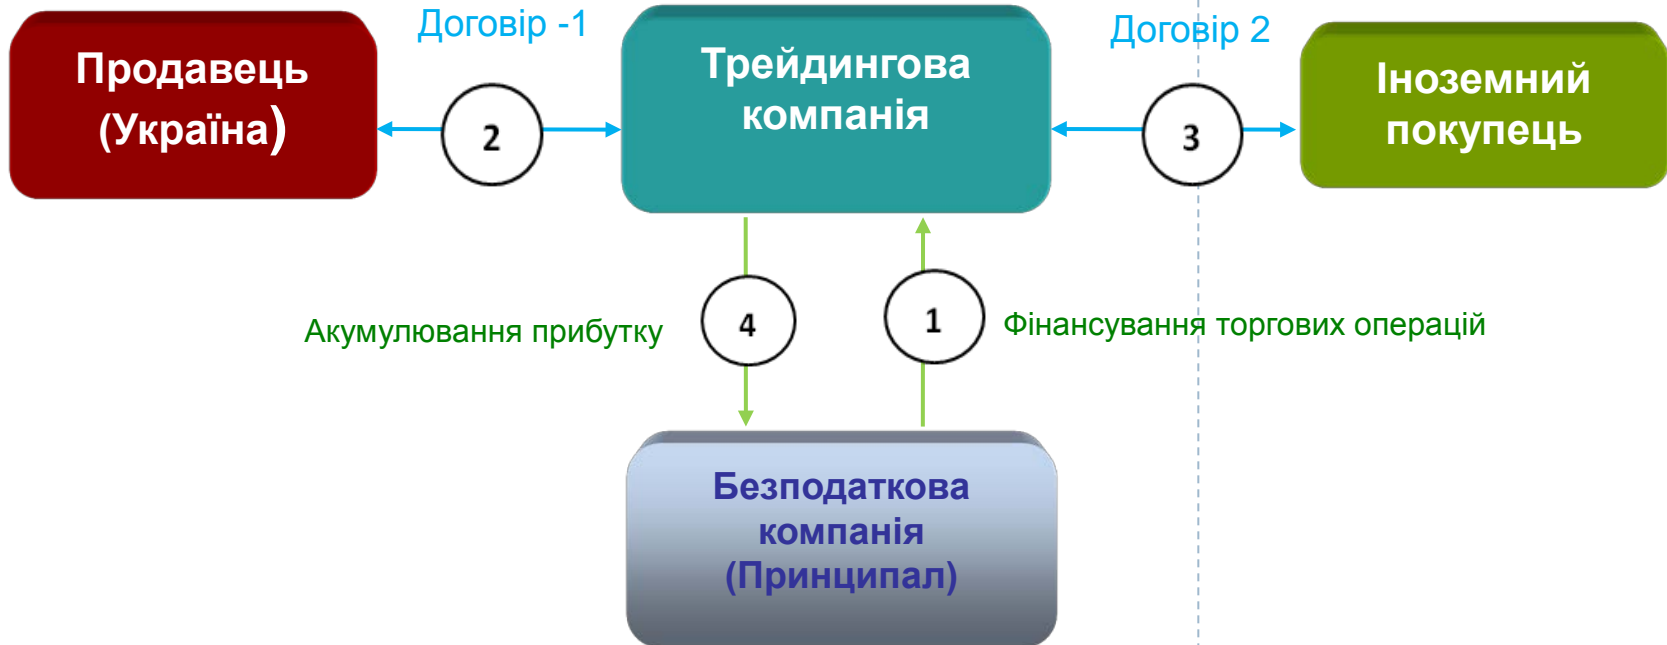 Договір -1
Договір 2
Продавець
(Україна)
Трейдингова
компанія
Іноземний
покупець
2
3
Акумулювання прибутку
4
1
Фінансування торгових операцій
Безподаткова
компанія
(Принципал)